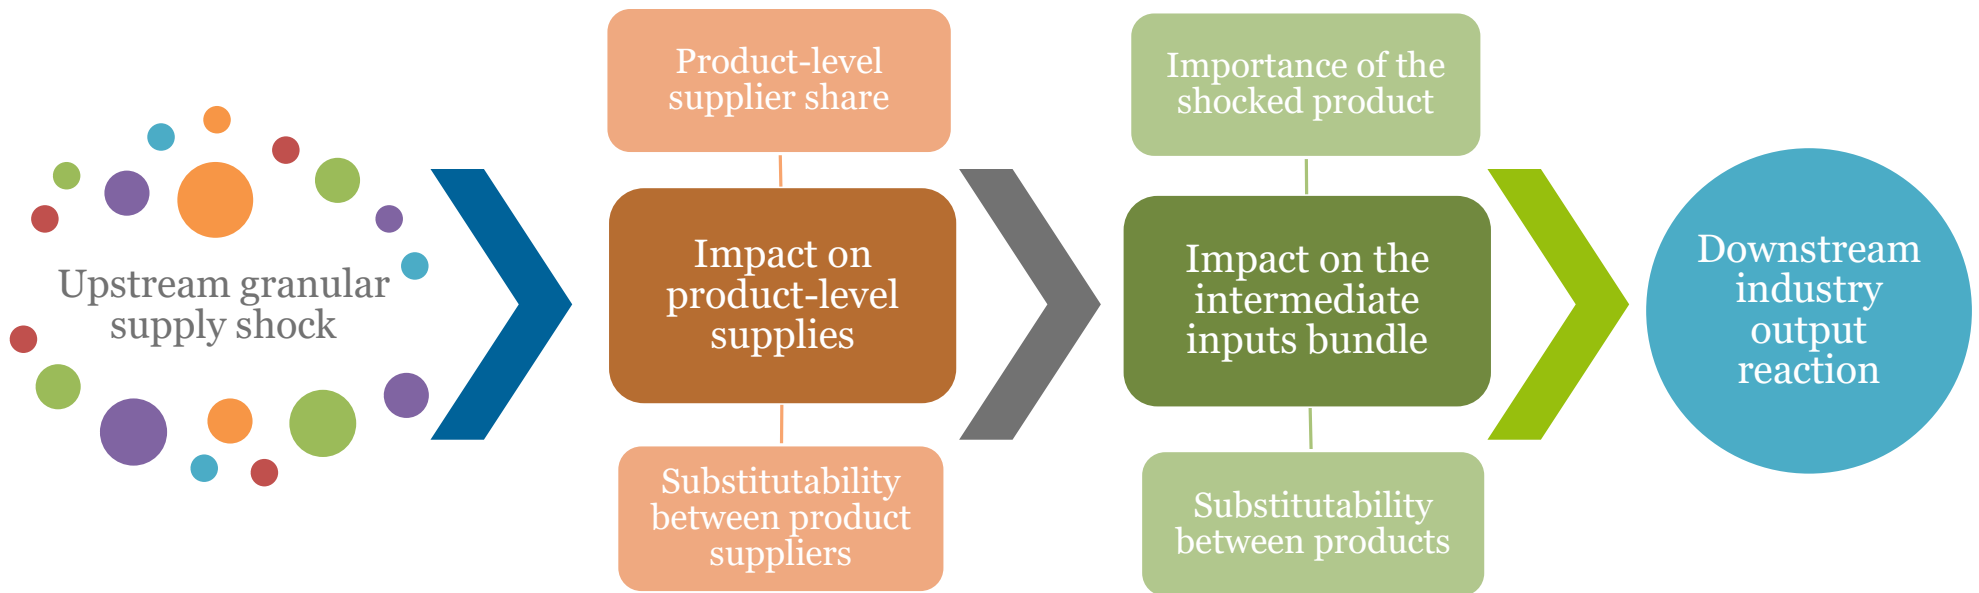 Upstream granular
supply shock
Product-level
supplier share
Impact on
product-level
supplies
Substitutability
between product
suppliers
Importance of the
shocked product
Impact on the
intermediate
inputs bundle
Substitutability
between products
Downstream
industry
output
reaction